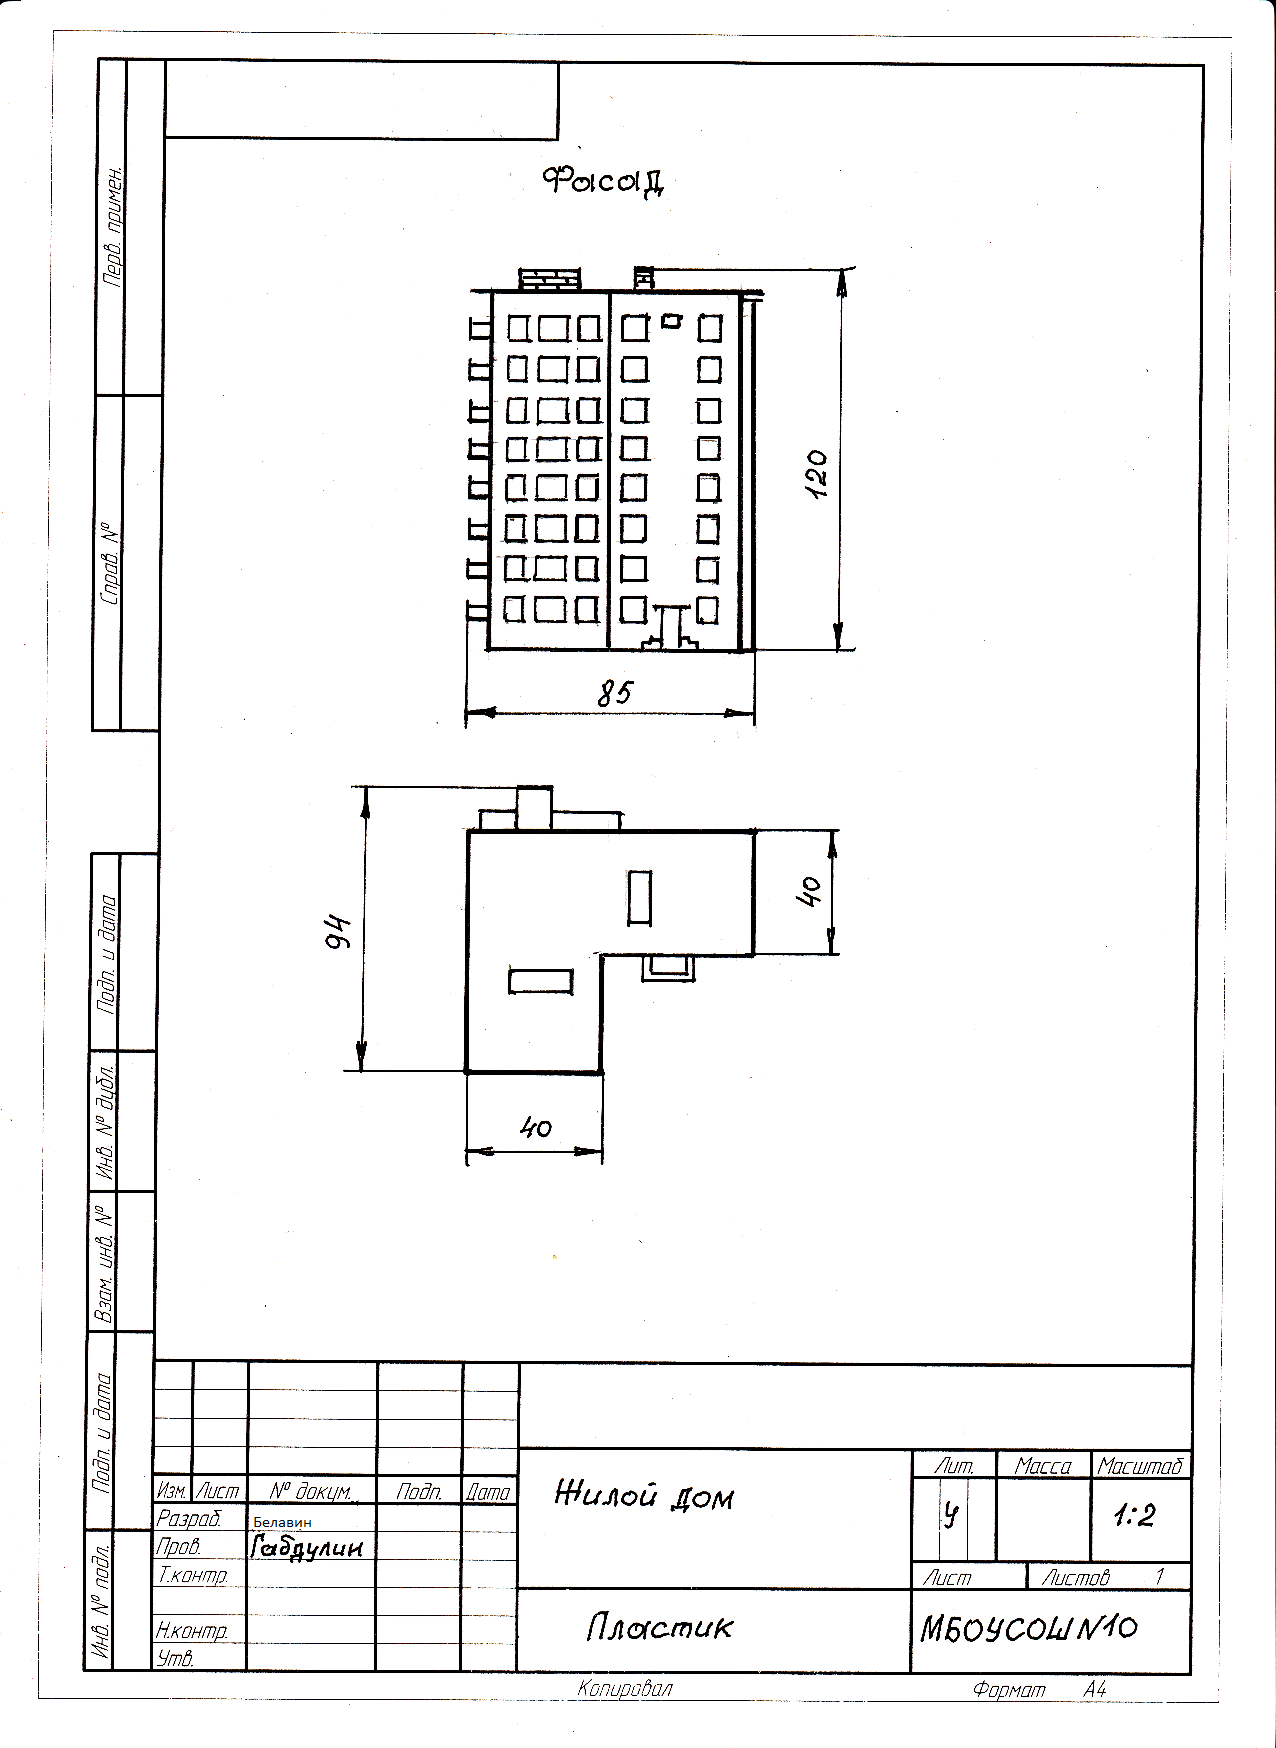 Перв. примен.
Справ. №
Подп. и дата
Инв. № дубл.
Взам. инв. №
Подп. и дата
Инв. № подл.
Фасад
120
85
94
40
40
Изм. Лист № докум. Подп. Дата
Разраб. Белавин
Пров. Габдулин
Т.контр.
Н.контр.
Утв.
Жилой дом
Пластик
Лит. Масса Масштаб
У 1:2
Лист Листов 1
МБОУСОШ№10
Копировал Формат А4